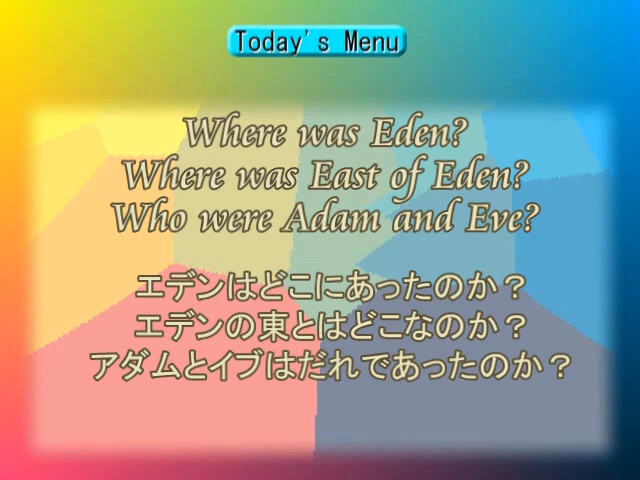 Today's Menu
Where was Eden?
Where was East of Eden?
Who were Adam and Eve?
エデンはどこにあったのか？
エデンの東とはどこなのか？
アダムとイブはだれであったのか？